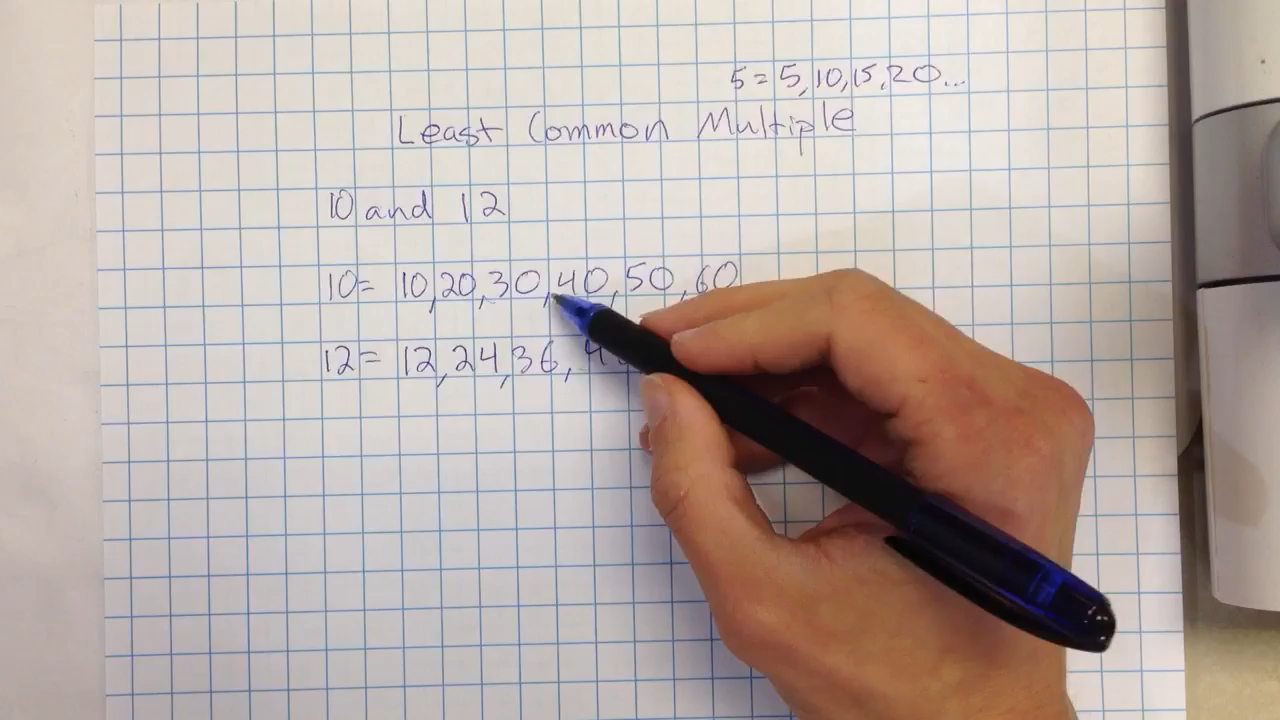 5 = 5,10,15,20...
Least Common Multiple
10 and 12
10= 10,20,30,40,50,60
12= 12,24,36,